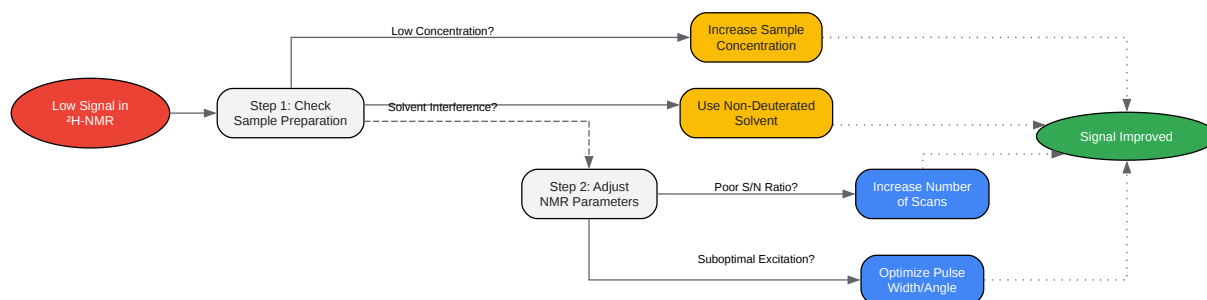 Low Signal in
²H-NMR
Step 1: Check
Sample Preparation
Low Concentration?
Increase Sample
Concentration
Solvent Interference?
Use Non-Deuterated
Solvent
Signal Improved
Step 2: Adjust
NMR Parameters
Poor S/N Ratio?
Increase Number
of Scans
Suboptimal Excitation?
Optimize Pulse
Width/Angle